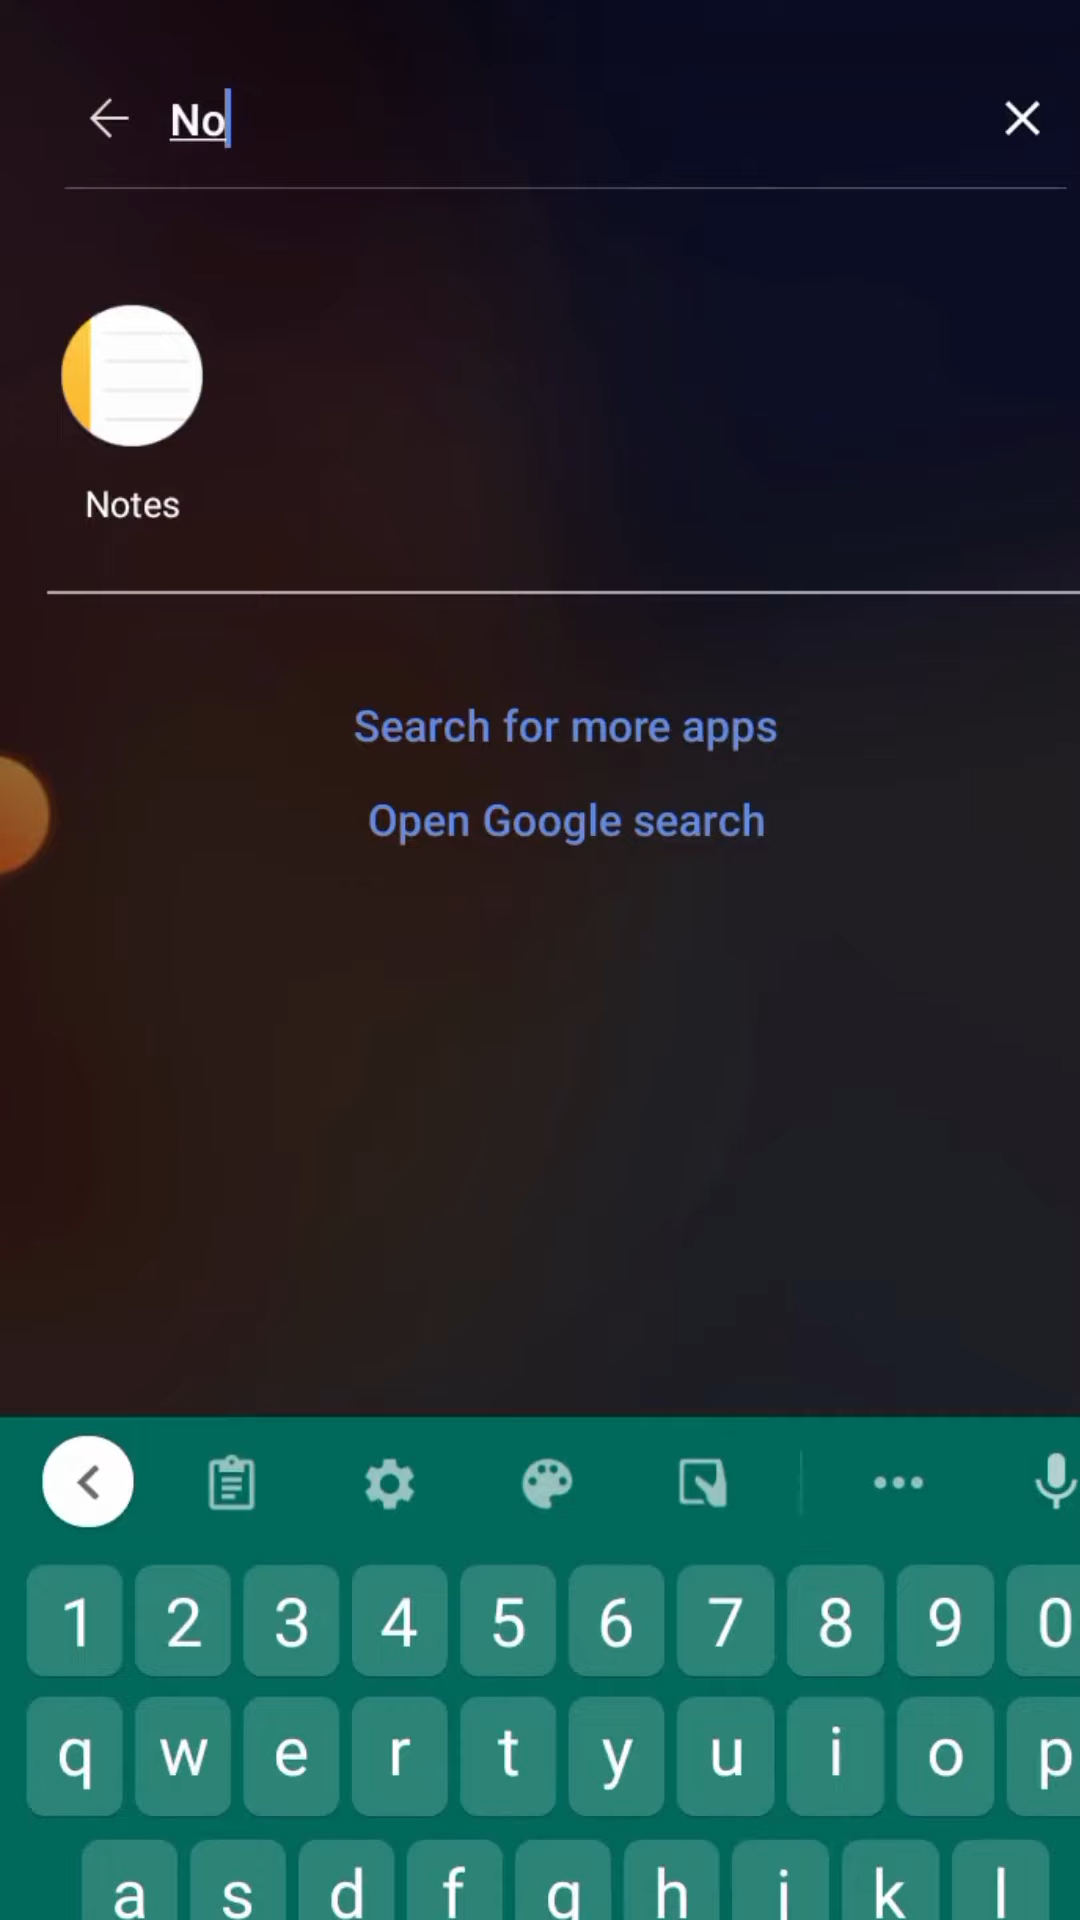 No
Notes
Search for more apps
Open Google search
1 2 3 4 5 6 7 8 9 0
q w e r t y u i o p
a s d f g h j k l